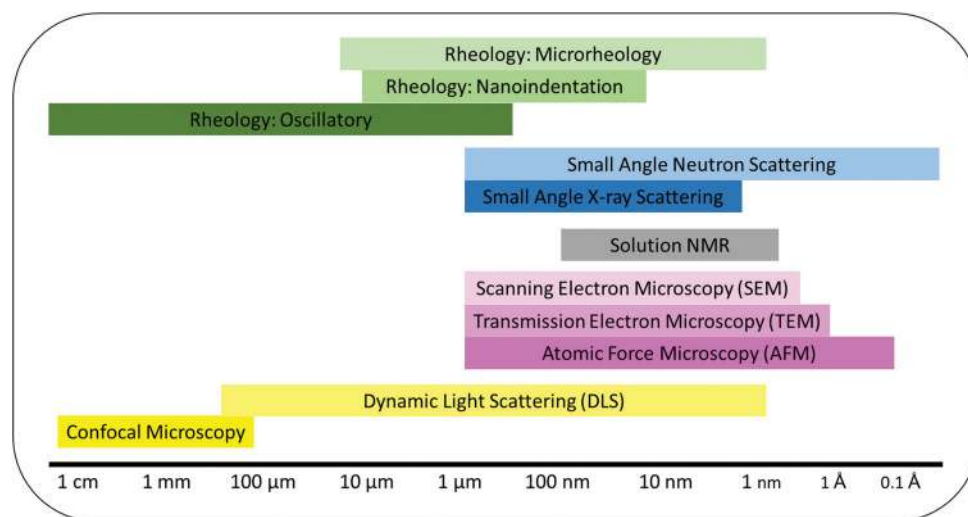 Rheology: Microrheology
Rheology: Nanoindentation
Rheology: Oscillatory
Small Angle Neutron Scattering
Small Angle X-ray Scattering
Solution NMR
Scanning Electron Microscopy (SEM)
Transmission Electron Microscopy (TEM)
Atomic Force Microscopy (AFM)
Dynamic Light Scattering (DLS)
Confocal Microscopy
1 cm 1 mm 100 μm 10 μm 1 μm 100 nm 10 nm 1 nm 1 Å 0.1 Å